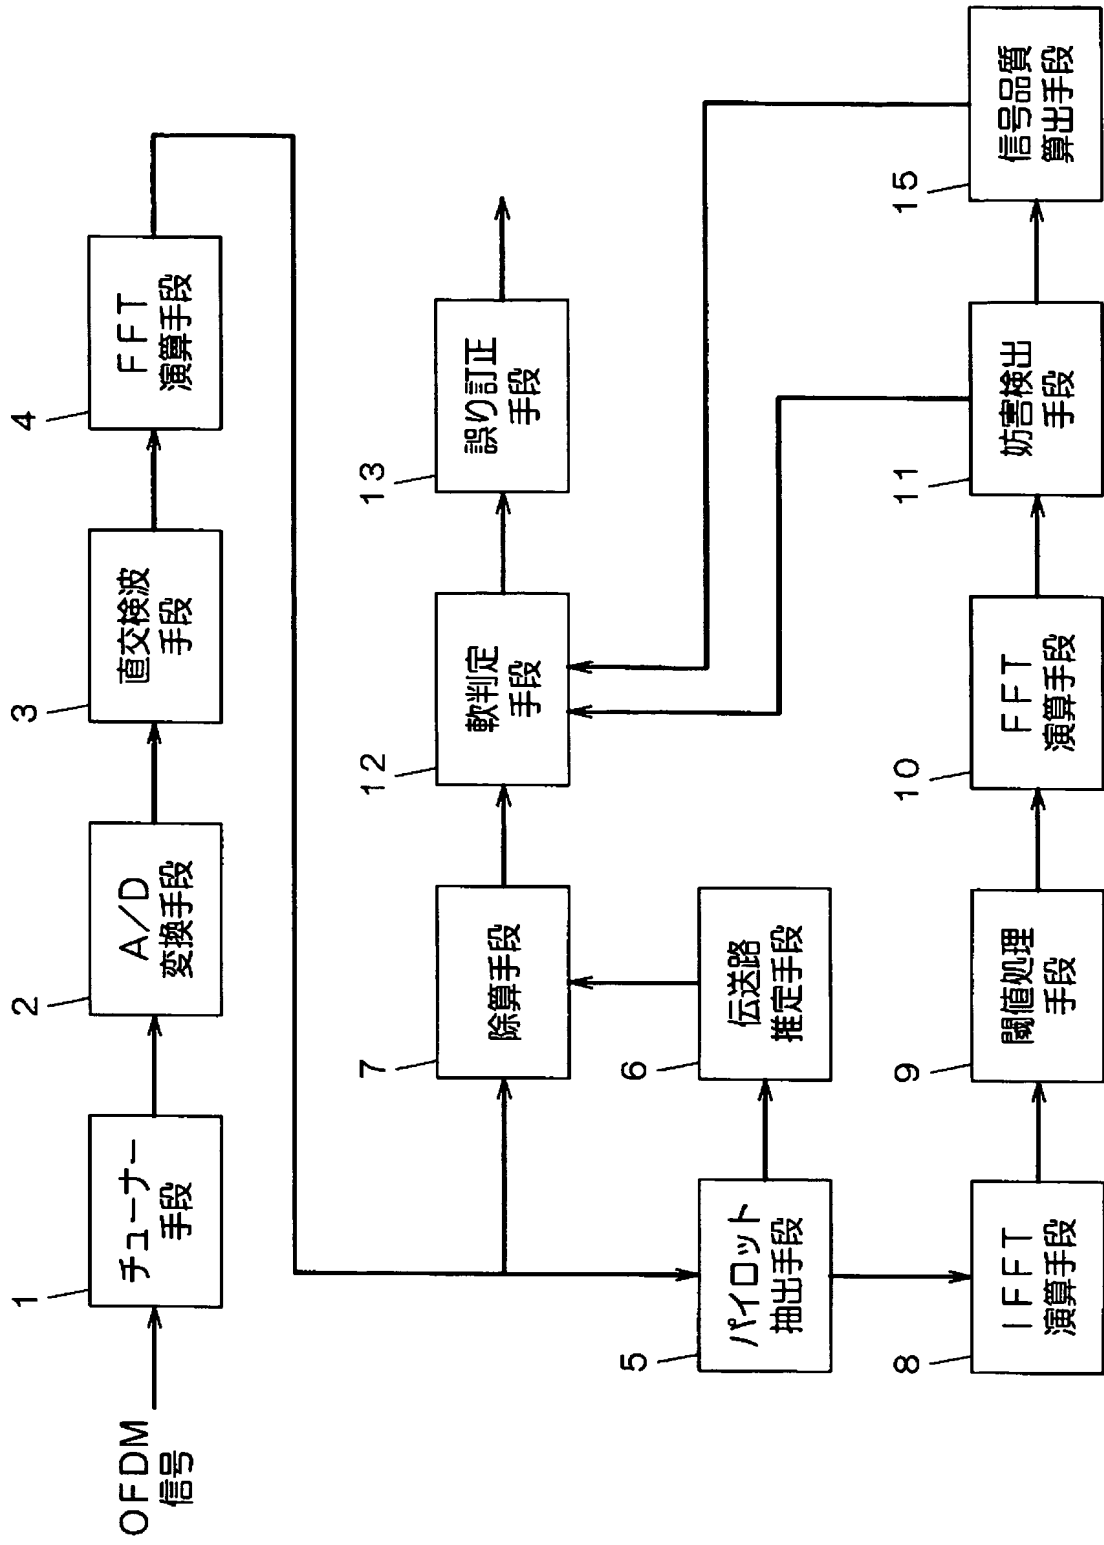 OFDM
信号
1
チューナー
手段
2
A/D
変換手段
3
直交検波
手段
4
FFT
演算手段
7
除算手段
12
軟判定
手段
13
誤り訂正
手段
5
パイロット
抽出手段
6
伝送路
推定手段
8
IFFT
演算手段
9
閾値処理
手段
10
FFT
演算手段
11
妨害検出
手段
15
信号品質
算出手段